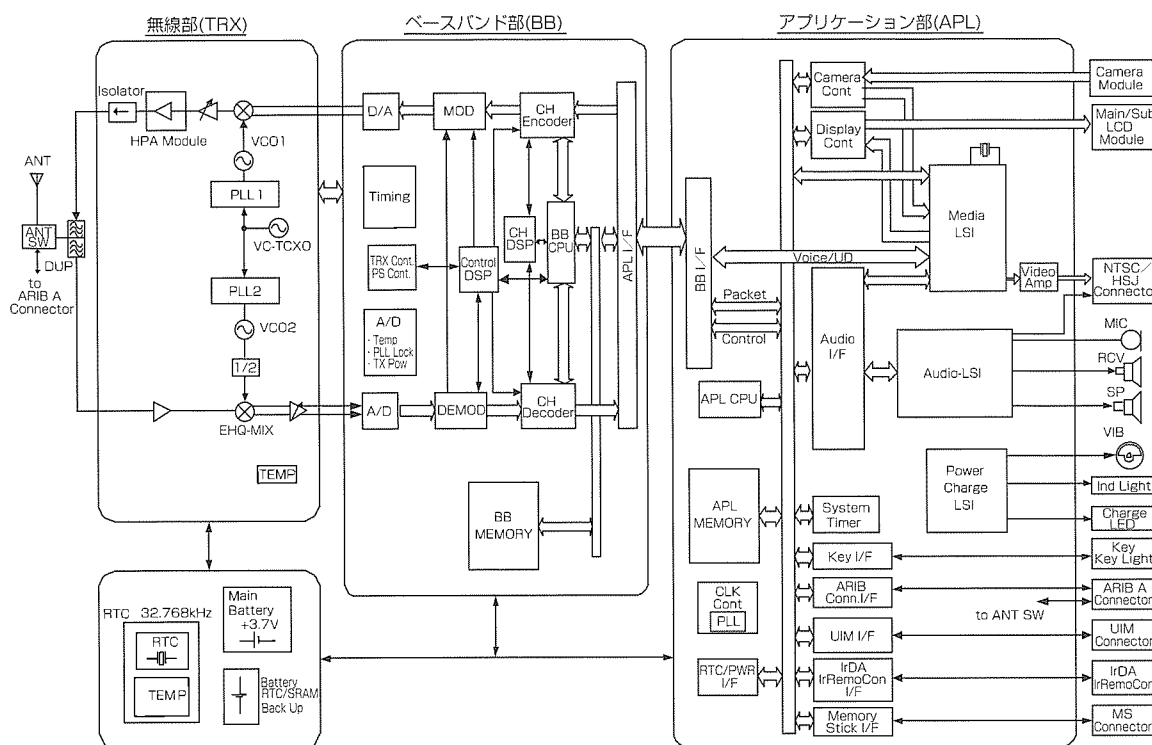 無線部(TRX)
ベースバンド部(BB)
アプリケーション部(APL)
Isolator
HPA Module
VCO1
ANT
PLL1
VC-TCXO
ANT
SW
DUP
to
ARIB A
Connector
PLL2
VCO2
1/2
EHQ-MIX
TEMP
D/A
MOD
CH
Encoder
Timing
CH
DSP
BB
CPU
TRX Cont.
PS Cont.
Control
DSP
A/D
・Temp
・PLL Lock
・TX Pow
A/D
DEMOD
CH
Decoder
APL I/F
BB
MEMORY
RTC 32.768kHz
RTC
TEMP
Main
Battery
+3.7V
Battery
RTC/SRAM
Back Up
BB I/F
Camera
Cont
Display
Cont
Media
LSI
Voice/UD
Packet
Control
Audio
I/F
Video
Amp
Audio-LSI
APL CPU
APL
MEMORY
Power
Charge
LSI
System
Timer
Key I/F
CLK
Cont
PLL
ARIB
Conn.I/F
to ANT SW
UIM I/F
RTC/PWR
I/F
IrDA
IrRemoCon
I/F
Memory
Stick I/F
Camera
Module
Main/Sub
LCD
Module
NTSC/
HSJ
Connector
MIC
RCV
SP
VIB
Ind Light
Charge
LED
Key
Key Light
ARIB A
Connector
UIM
Connector
IrDA
IrRemoCon
MS
Connector